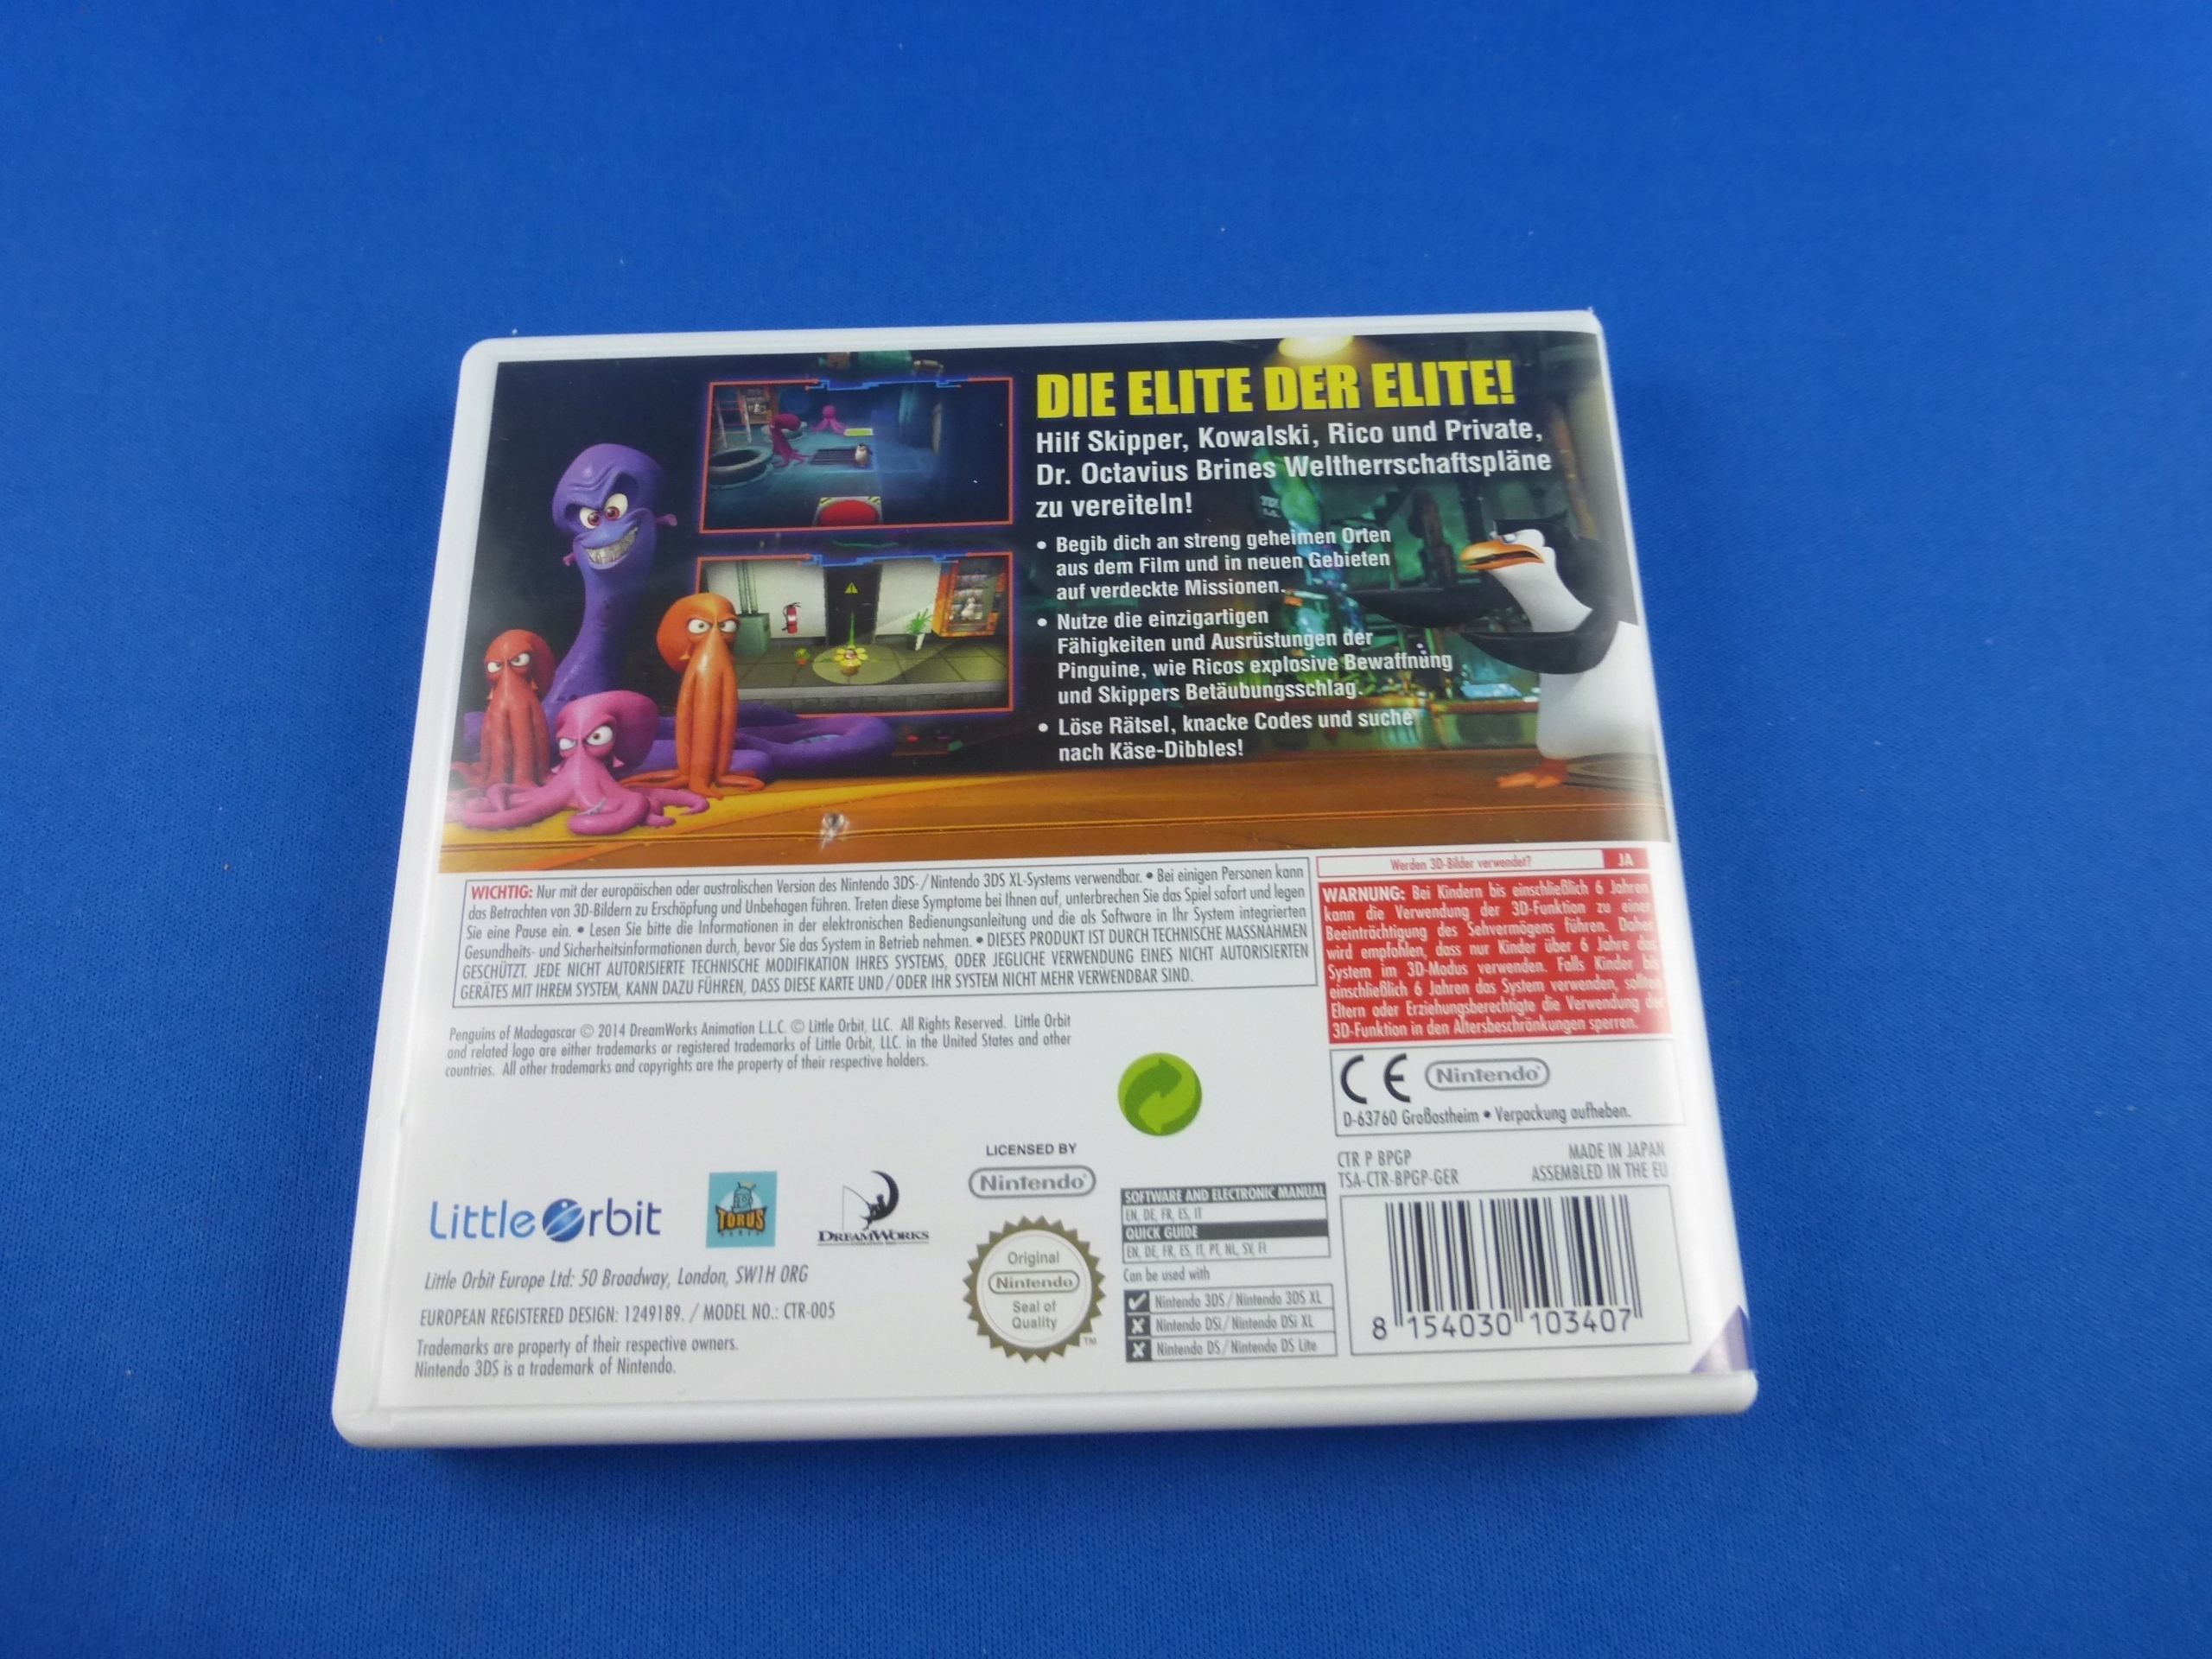 DIE ELITE DER ELITE!
Hilf Skipper, Kowalski, Rico und Private,
Dr. Octavius Brines Weltherrschaftspläne
zu vereiteln!
• Begib dich an streng geheimen Orten
aus dem Film und in neuen Gebieten
auf verdeckte Missionen.
• Nutze die einzigartigen
Fähigkeiten und Ausrüstungen der
Pinguine, wie Ricos explosive Bewaffnung
und Skippers Betäubungsschlag.
• Löse Rätsel, knacke Codes und suche
nach Käse-Dibbles!
WICHTIG: Nur mit der europäischen oder australischen Version des Nintendo 3DS-/Nintendo 3DS XL-Systems verwendbar. • Bei einigen Personen kann
das Betrachten von 3D-Bildern zu Erschöpfung und Unbehagen führen. Treten diese Symptome bei Ihnen auf, unterbrechen Sie das Spiel sofort und legen
Sie eine Pause ein. • Lesen Sie bitte die Informationen in der elektronischen Bedienungsanleitung und die als Software in Ihr System integrierten
Gesundheits- und Sicherheitsinformationen durch, bevor Sie das System in Betrieb nehmen. • DIESES PRODUKT IST DURCH TECHNISCHE MASSNAHMEN
GESCHÜTZT. JEDE NICHT AUTORISIERTE TECHNISCHE MODIFIKATION IHRES SYSTEMS, ODER JEGLICHE VERWENDUNG EINES NICHT AUTORISIERTEN
GERÄTES MIT IHREM SYSTEM, KANN DAZU FÜHREN, DASS DIESE KARTE UND/ODER IHR SYSTEM NICHT MEHR VERWENDBAR SIND.
Werden 3D-Bilder verwendet? JA
WARNUNG: Bei Kindern bis einschließlich 6 Jahren
kann die Verwendung der 3D-Funktion zu einer
Beeinträchtigung des Sehvermögens führen. Daher
wird empfohlen, dass nur Kinder über 6 Jahre das
System im 3D-Modus verwenden. Falls Kinder bis
einschließlich 6 Jahren das System verwenden, sollten
Eltern oder Erziehungsberechtigte die Verwendung der
3D-Funktion in den Altersbeschränkungen sperren.
Penguins of Madagascar © 2014 DreamWorks Animation L.L.C. © Little Orbit, LLC. All Rights Reserved. Little Orbit
and related logo are either trademarks or registered trademarks of Little Orbit, LLC. in the United States and other
countries. All other trademarks and copyrights are the property of their respective holders.
CE Nintendo
D-63760 Großostheim • Verpackung aufheben.
CTR P BPGP
TSA-CTR-BPGP-GER
MADE IN JAPAN
ASSEMBLED IN THE EU
LICENSED BY
Nintendo
Little Orbit
TORUS
GAMES
DREAMWORKS
Little Orbit Europe Ltd: 50 Broadway, London, SW1H 0RG
EUROPEAN REGISTERED DESIGN: 1249189. / MODEL NO.: CTR-005
Trademarks are property of their respective owners.
Nintendo 3DS is a trademark of Nintendo.
Original
Nintendo
Seal of
Quality
TM
SOFTWARE AND ELECTRONIC MANUAL
EN, DE, FR, ES, IT
QUICK GUIDE
EN, DE, FR, ES, IT, PT, NL, SV, FI
Can be used with
Nintendo 3DS/Nintendo 3DS XL
Nintendo DSi/Nintendo DSi XL
Nintendo DS/Nintendo DS Lite
8 154030 103407